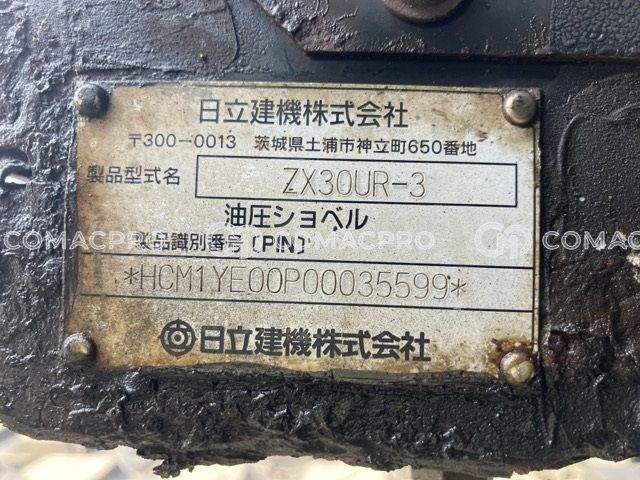 日立建機株式会社
〒300-0013 茨城県土浦市神立町650番地
製品型式名 ZX30UR-3
油圧ショベル
COMACPRO COMACPRO
製品識別番号 (PIN)
*HCM1YE00P00035599*
日立建機株式会社